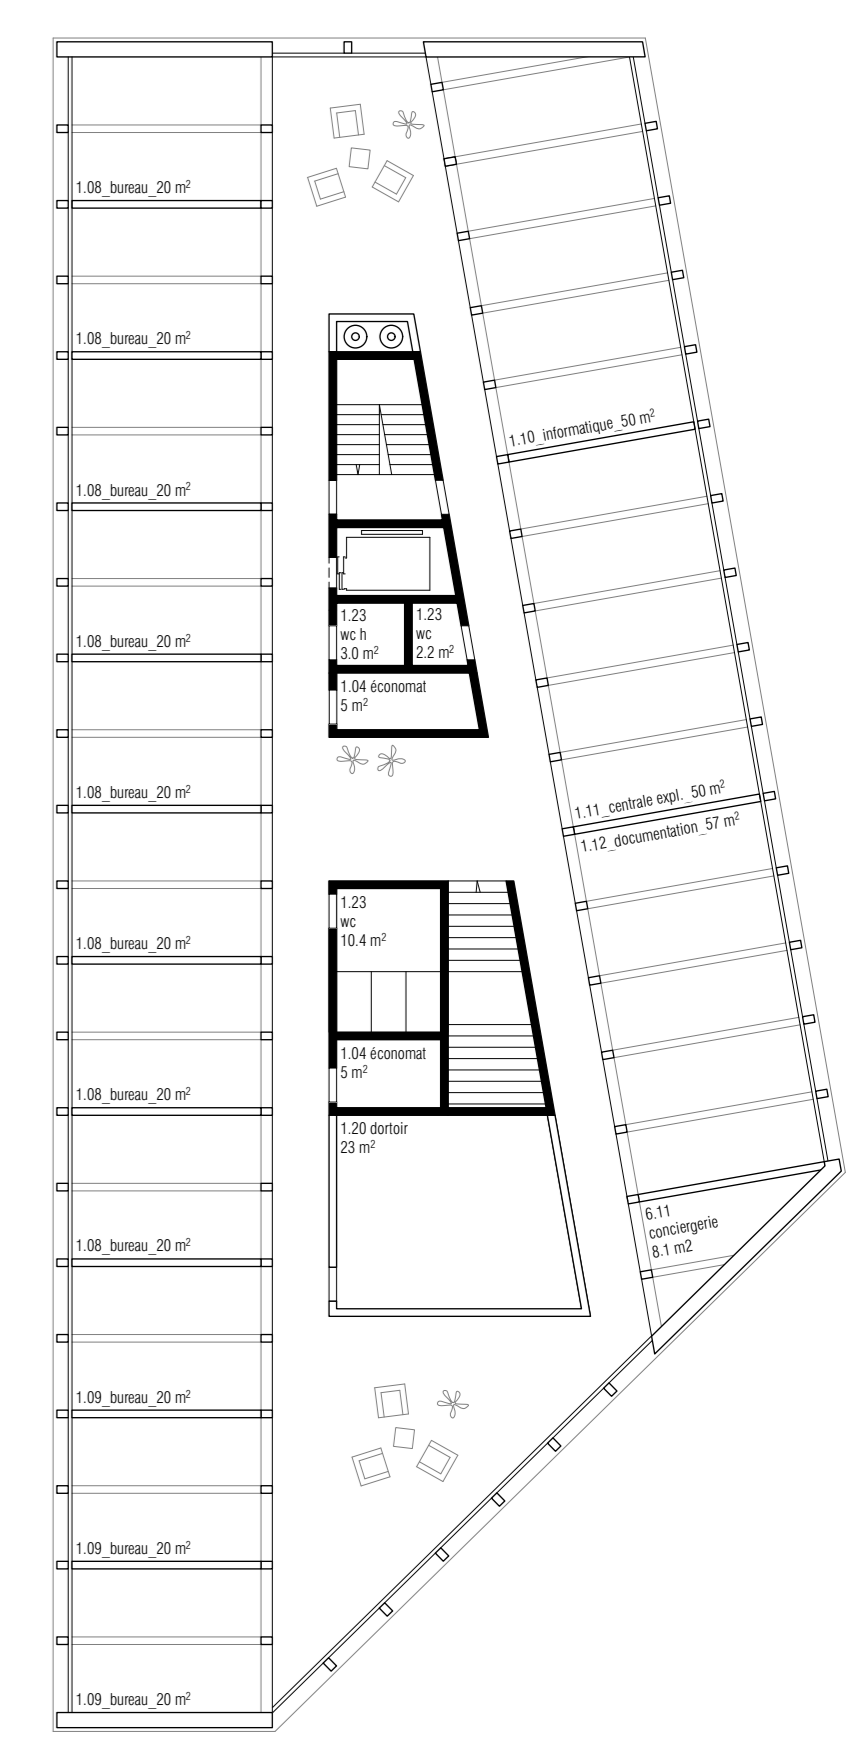 1.08_bureau_20 m²
1.08_bureau_20 m²
1.08_bureau_20 m²
1.08_bureau_20 m²
1.08_bureau_20 m²
1.08_bureau_20 m²
1.08_bureau_20 m²
1.08_bureau_20 m²
1.09_bureau_20 m²
1.09_bureau_20 m²
1.09_bureau_20 m²
1.23
wc h
3.0 m²
1.23
wc
2.2 m²
1.04 économat
5 m²
1.23
wc
10.4 m²
1.04 économat
5 m²
1.20 dortoir
23 m²
1.10_informatique_50 m²
1.11_centrale expl._50 m²
1.12_documentation_57 m²
6.11
conciergerie
8.1 m2